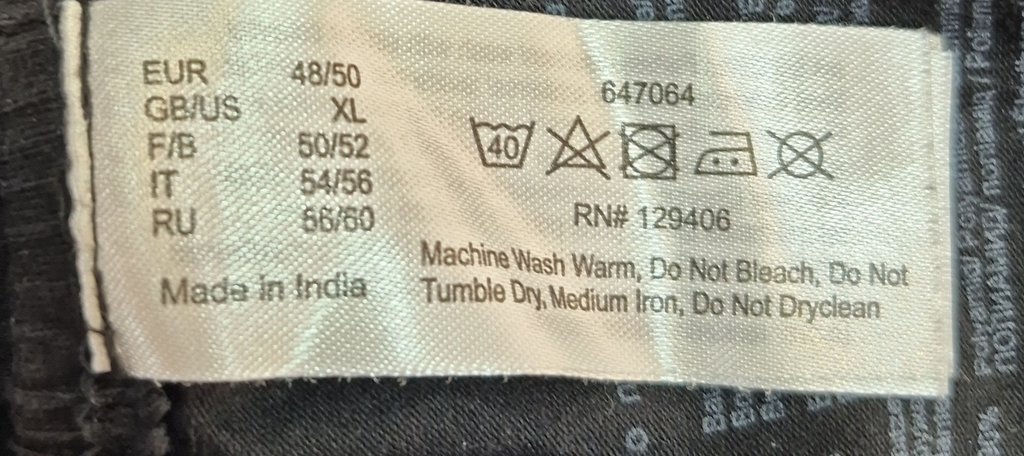 EUR 48/50
GB/US XL
F/B 50/52
IT 54/56
RU 56/60
Made in India
647064
40
RN# 129406
Machine Wash Warm, Do Not Bleach, Do Not
Tumble Dry, Medium Iron, Do Not Dryclean